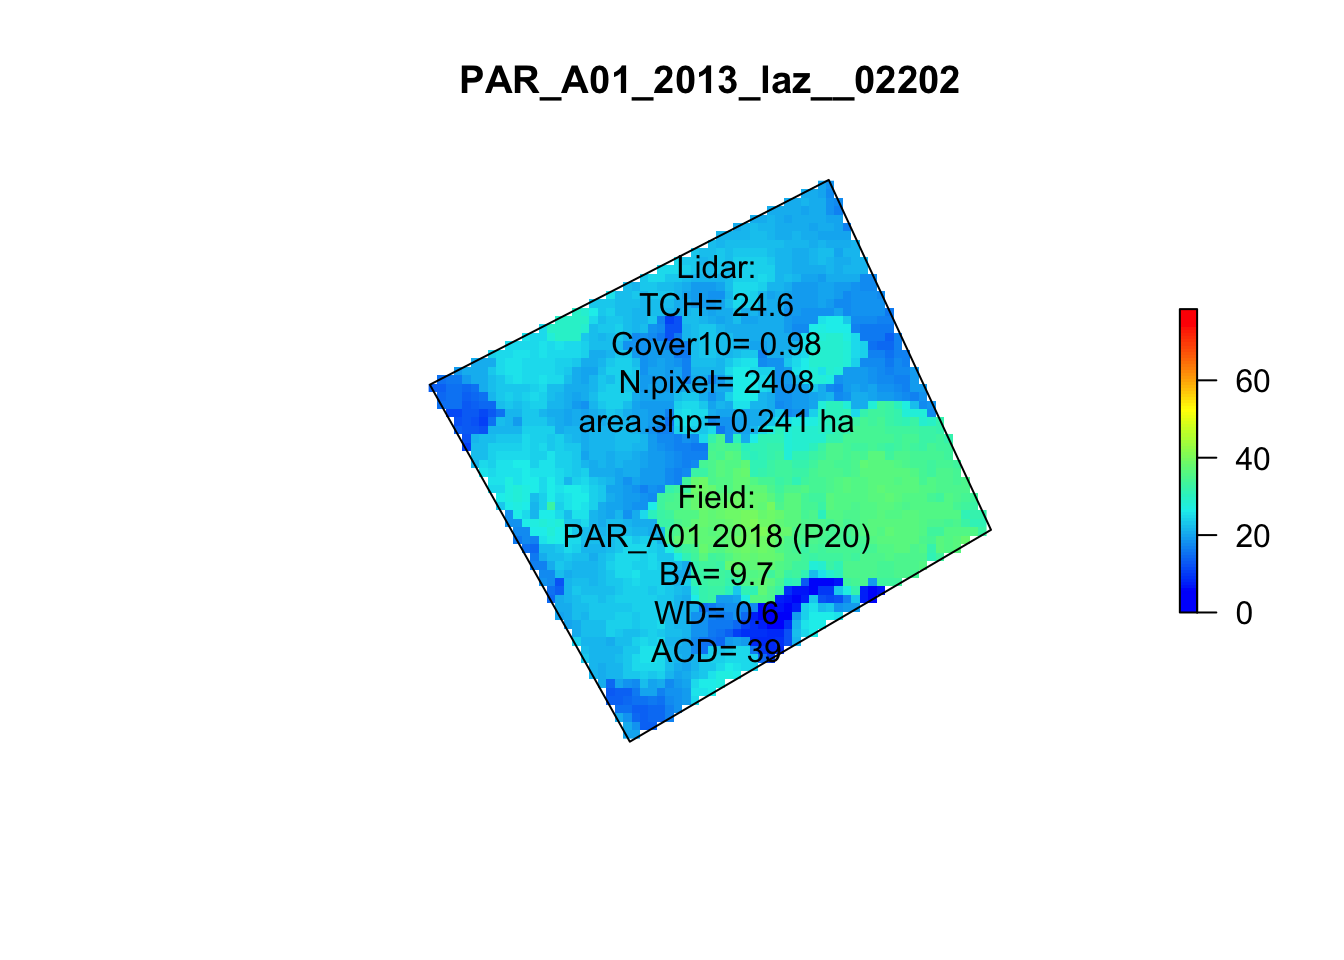 PAR_A01_2013_laz__02202
Lidar:
TCH= 24.6
Cover10= 0.98
N.pixel= 2408
area.shp= 0.241 ha
Field:
PAR_A01 2018 (P20)
BA= 9.7
WD= 0.6
ACD= 39
60
40
20
0